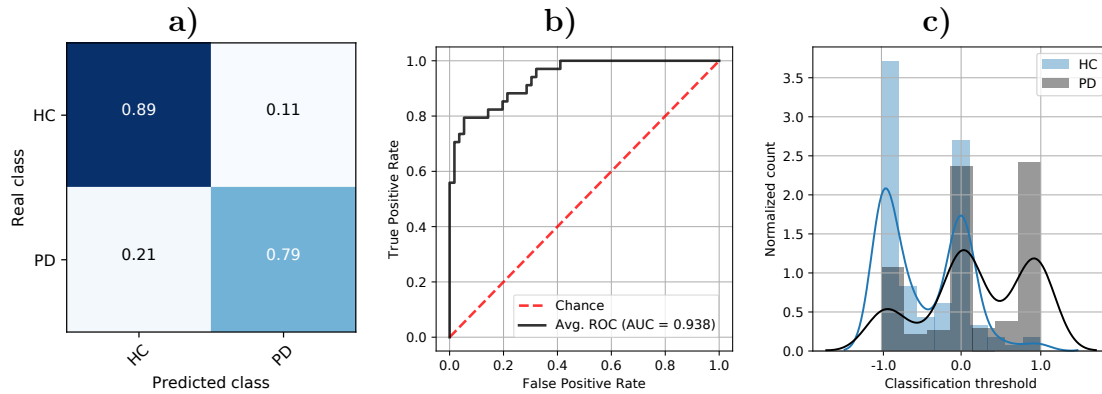 a)
Real class
HC
PD
0.89
0.11
0.21
0.79
HC
PD
Predicted class
b)
True Positive Rate
1.0
0.8
0.6
0.4
0.2
0.0
Chance
Avg. ROC (AUC = 0.938)
0.0
0.2
0.4
0.6
0.8
1.0
False Positive Rate
c)
Normalized count
3.5
3.0
2.5
2.0
1.5
1.0
0.5
0.0
HC
PD
-1.0
0.0
1.0
Classification threshold